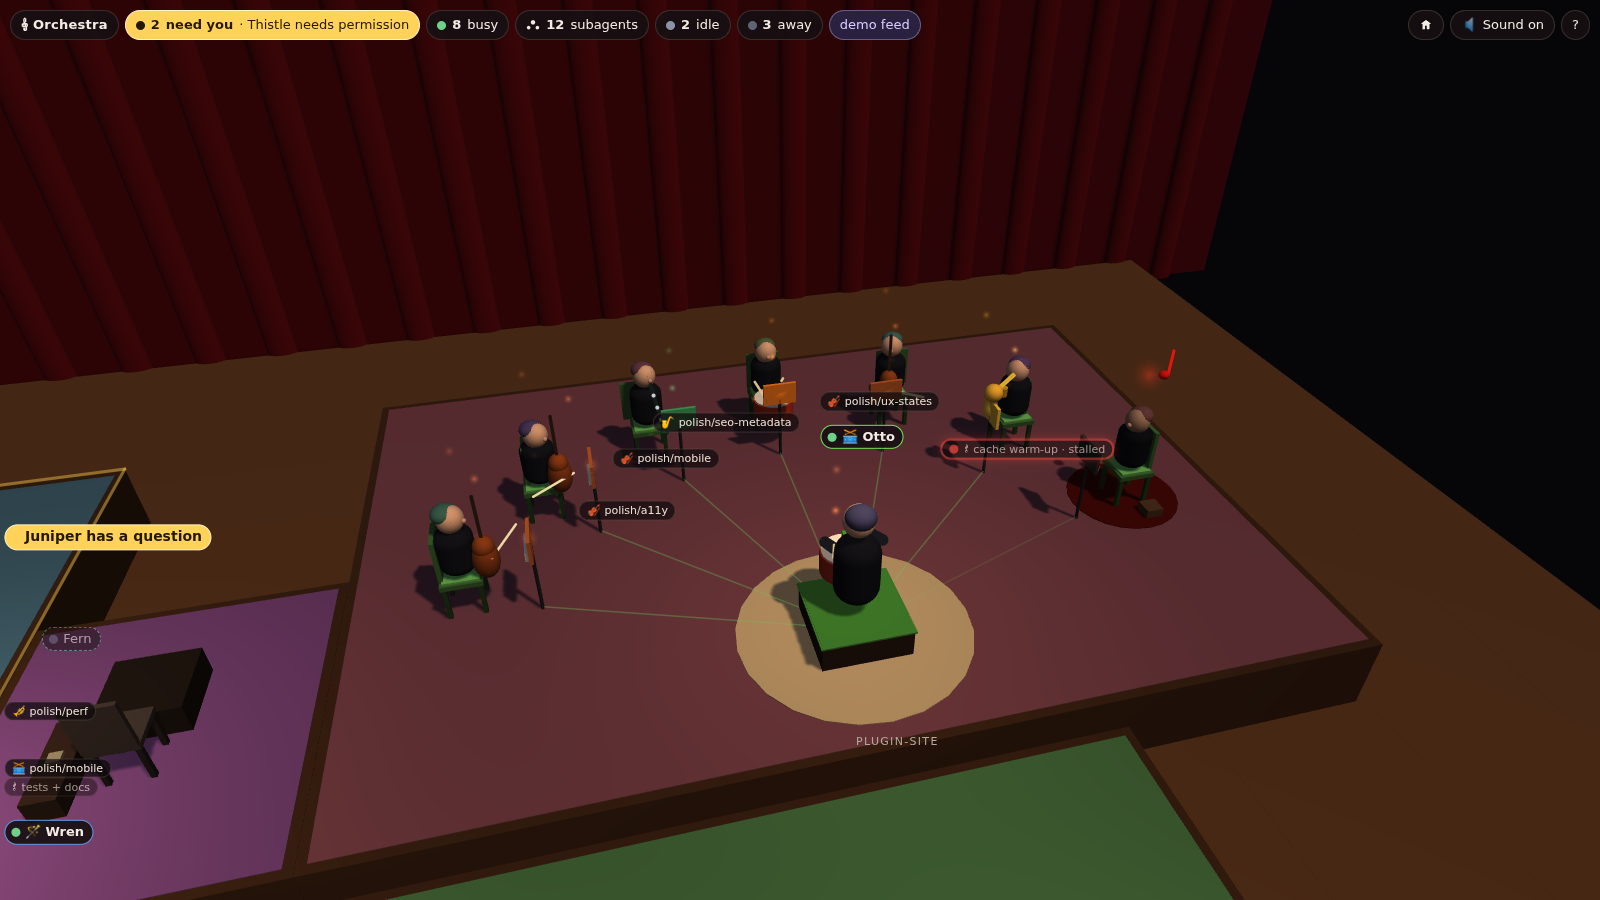 Orchestra
2 need you · Thistle needs permission
8 busy
12 subagents
2 idle
3 away
demo feed
Sound on
?
polish/ux-states
polish/seo-metadata
Otto
cache warm-up · stalled
polish/mobile
polish/a11y
Juniper has a question
Fern
polish/perf
PLUGIN-SITE
polish/mobile
tests + docs
Wren